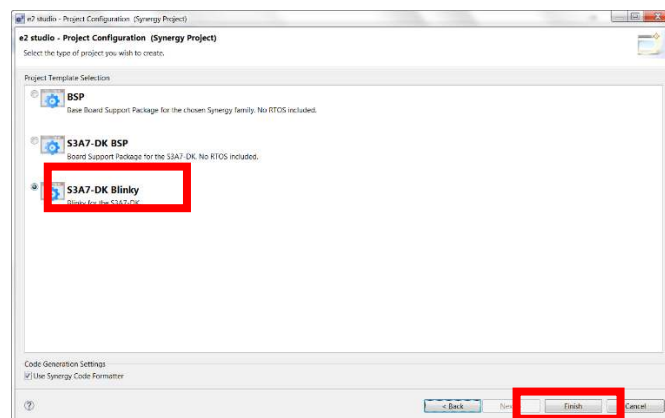 e2 studio - Project Configuration (Synergy Project)
e2 studio - Project Configuration (Synergy Project)
Select the type of project you wish to create.
Project Template Selection
BSP
Base Board Support Package for the chosen Synergy family. No RTOS included.
S3A7-DK BSP
Board Support Package for the S3A7-DK. No RTOS included.
S3A7-DK Blinky
Blinky for the S3A7-DK
Code Generation Settings
Use Synergy Code Formatter
< Back
Finish
Cancel